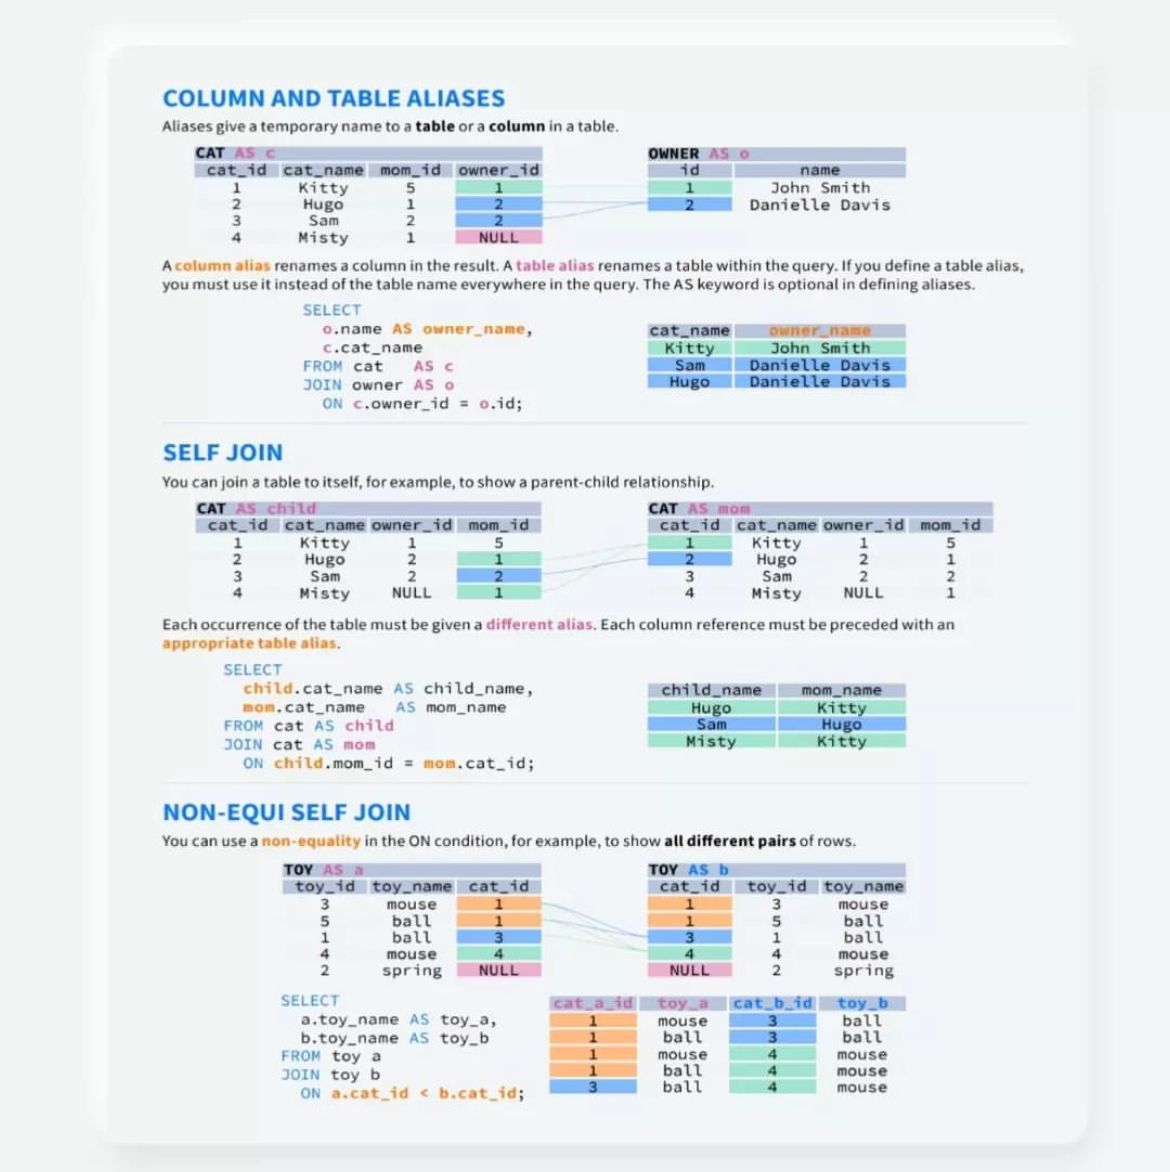 COLUMN AND TABLE ALIASES
Aliases give a temporary name to a table or a column in a table.
CAT AS c
cat_id cat_name mom_id owner_id
1 Kitty 5 1
2 Hugo 1 2
3 Sam 2 2
4 Misty 1 NULL
OWNER AS o
id name
1 John Smith
2 Danielle Davis
A column alias renames a column in the result. A table alias renames a table within the query. If you define a table alias,
you must use it instead of the table name everywhere in the query. The AS keyword is optional in defining aliases.
SELECT
o.name AS owner_name,
c.cat_name
FROM cat AS c
JOIN owner AS o
ON c.owner_id = o.id;
cat_name owner_name
Kitty John Smith
Sam Danielle Davis
Hugo Danielle Davis
SELF JOIN
You can join a table to itself, for example, to show a parent-child relationship.
CAT AS child
cat_id cat_name owner_id mom_id
1 Kitty 1 5
2 Hugo 2 1
3 Sam 2 2
4 Misty NULL 1
CAT AS mom
cat_id cat_name owner_id mom_id
1 Kitty 1 5
2 Hugo 2 1
3 Sam 2 2
4 Misty NULL 1
Each occurrence of the table must be given a different alias. Each column reference must be preceded with an
appropriate table alias.
SELECT
child.cat_name AS child_name,
mom.cat_name AS mom_name
FROM cat AS child
JOIN cat AS mom
ON child.mom_id = mom.cat_id;
child_name mom_name
Hugo Kitty
Sam Hugo
Misty Kitty
NON-EQUI SELF JOIN
You can use a non-equality in the ON condition, for example, to show all different pairs of rows.
TOY AS a
toy_id toy_name cat_id
3 mouse 1
5 ball 1
1 ball 3
4 mouse 4
2 spring NULL
TOY AS b
cat_id toy_id toy_name
1 3 mouse
1 5 ball
3 1 ball
4 4 mouse
NULL 2 spring
SELECT
a.toy_name AS toy_a,
b.toy_name AS toy_b
FROM toy a
JOIN toy b
ON a.cat_id < b.cat_id;
cat_a_id toy_a cat_b_id toy_b
1 mouse 3 ball
1 ball 3 ball
1 mouse 4 mouse
1 ball 4 mouse
3 ball 4 mouse